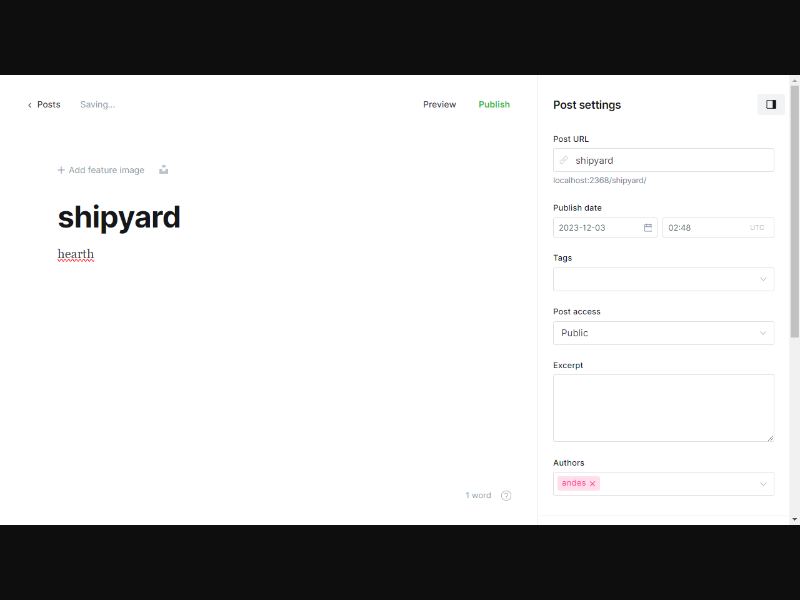 Posts
Saving...
Preview
Publish
Add feature image
shipyard
hearth
1 word
?
Post settings
Post URL
shipyard
localhost:2368/shipyard/
Publish date
2023-12-03
02:48
UTC
Tags
Post access
Public
Excerpt
Authors
andes ×